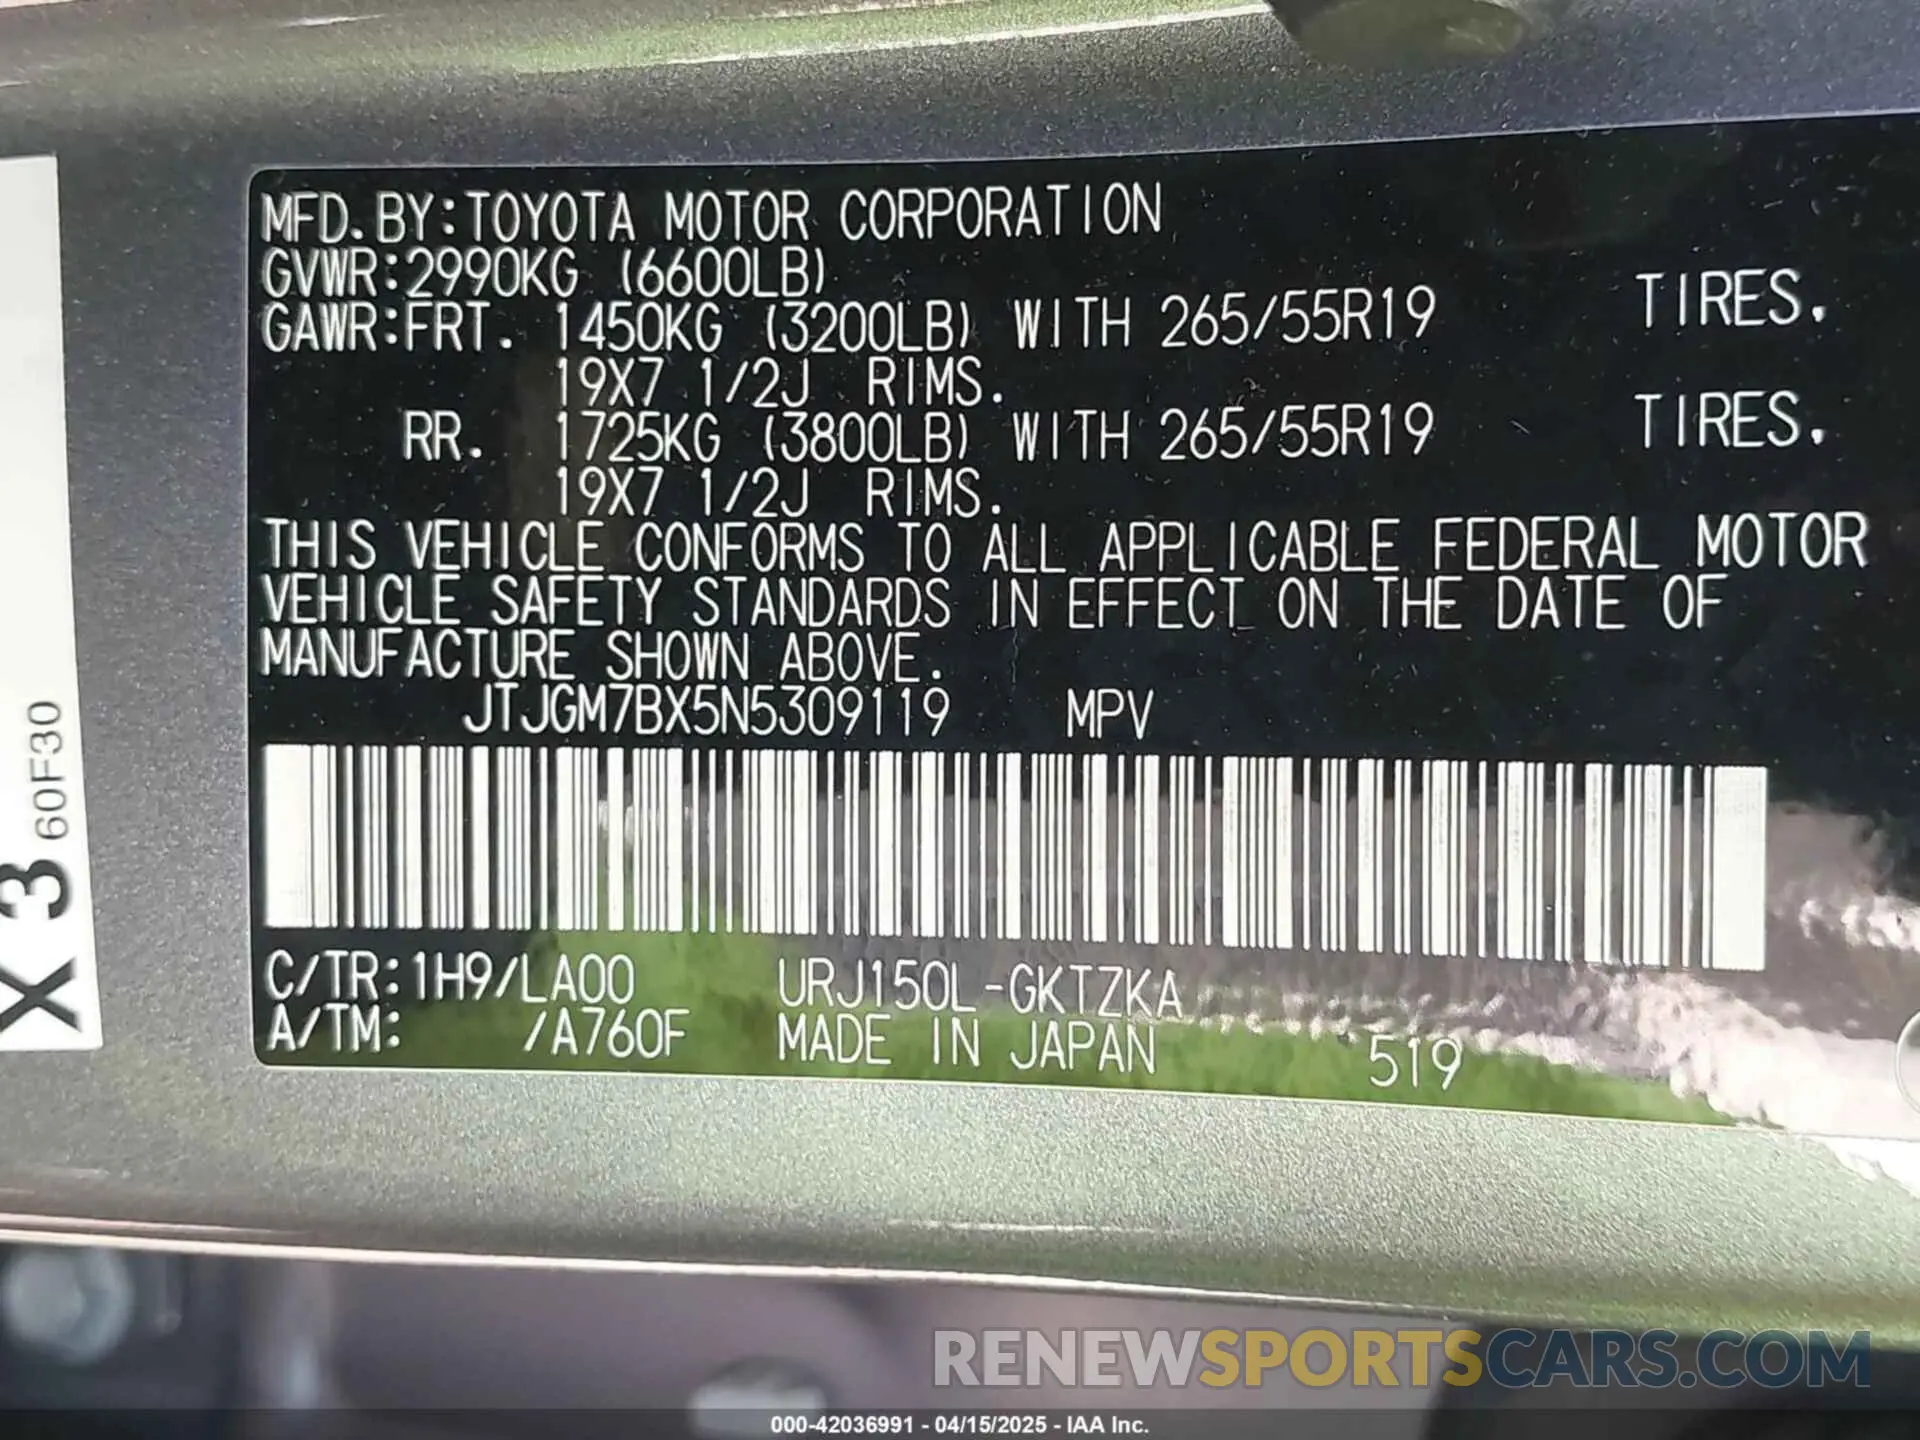 MFD.BY:TOYOTA MOTOR CORPORATION
GVWR:2990KG (6600LB)
GAWR:FRT. 1450KG (3200LB) WITH 265/55R19 TIRES.
19X7 1/2J RIMS.
RR. 1725KG (3800LB) WITH 265/55R19 TIRES.
19X7 1/2J RIMS.
THIS VEHICLE CONFORMS TO ALL APPLICABLE FEDERAL MOTOR
VEHICLE SAFETY STANDARDS IN EFFECT ON THE DATE OF
MANUFACTURE SHOWN ABOVE.
JTJGM7BX5N5309119 MPV
C/TR:1H9/LA00 URJ150L-GKTZKA
A/TM: /A760F MADE IN JAPAN 519
X 3 60F30
RENEWSPORTSCARS.COM
000-42036991 - 04/15/2025 - IAA Inc.